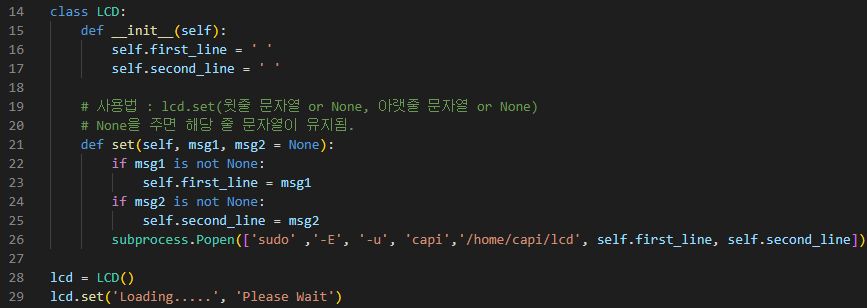 14 class LCD:
15     def __init__(self):
16         self.first_line = ' '
17         self.second_line = ' '
18
19     # 사용법 : lcd.set(윗줄 문자열 or None, 아랫줄 문자열 or None)
20     # None을 주면 해당 줄 문자열이 유지됨.
21     def set(self, msg1, msg2 = None):
22         if msg1 is not None:
23             self.first_line = msg1
24         if msg2 is not None:
25             self.second_line = msg2
26         subprocess.Popen(['sudo' ,'-E', '-u', 'capi','/home/capi/lcd', self.first_line, self.second_line])
27
28 lcd = LCD()
29 lcd.set('Loading.....', 'Please Wait')